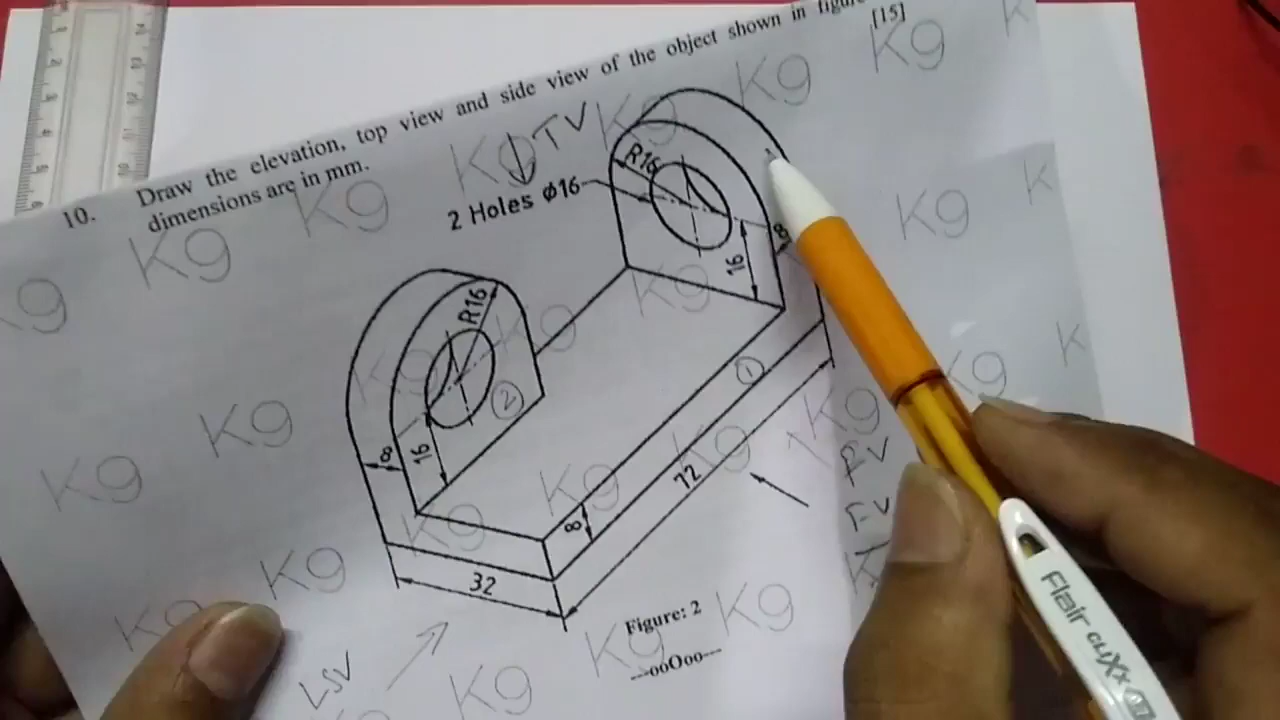 10. Draw the elevation, top view and side view of the object shown in figure
[15]
dimensions are in mm.
TV
2 Holes ϕ16
R16
8
16
R16
2
1
8
16
8
72
32
FV
LSV
Figure: 2
---ooOoo---
K9
Flair CLiXx